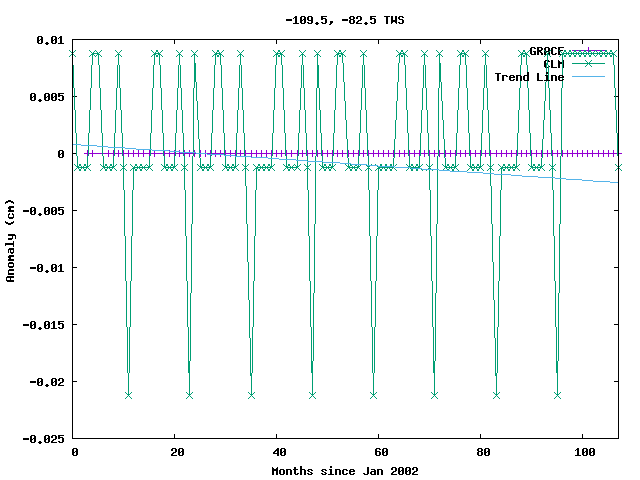 -109.5, -82.5 TWS
0.01
GRACE
CLM
Trend Line
0.005
0
-0.005
-0.01
-0.015
-0.02
-0.025
Anomaly (cm)
0 20 40 60 80 100
Months since Jan 2002